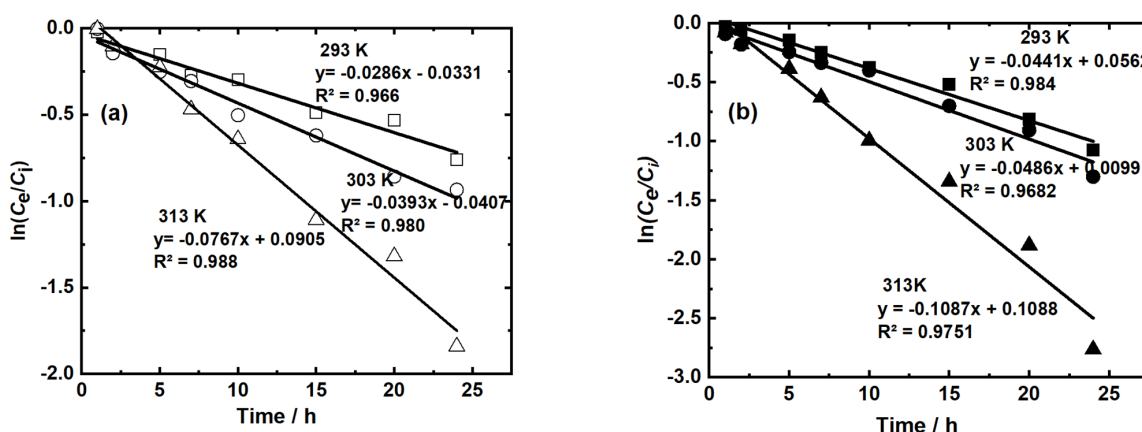 0.0
-0.5
-1.0
-1.5
-2.0
ln(Ce/Ci)
(a)
293 K
y= -0.0286x - 0.0331
R² = 0.966
303 K
y= -0.0393x - 0.0407
R² = 0.980
313 K
y= -0.0767x + 0.0905
R² = 0.988
0 5 10 15 20 25
Time / h
0.0
-0.5
-1.0
-1.5
-2.0
-2.5
-3.0
ln(Ce/Ci)
(b)
293 K
y= -0.0441x + 0.0562
R² = 0.984
303 K
y= -0.0486x + 0.0099
R² = 0.9682
313K
y = -0.1087x + 0.1088
R² = 0.9751
0 5 10 15 20 25
Time / h